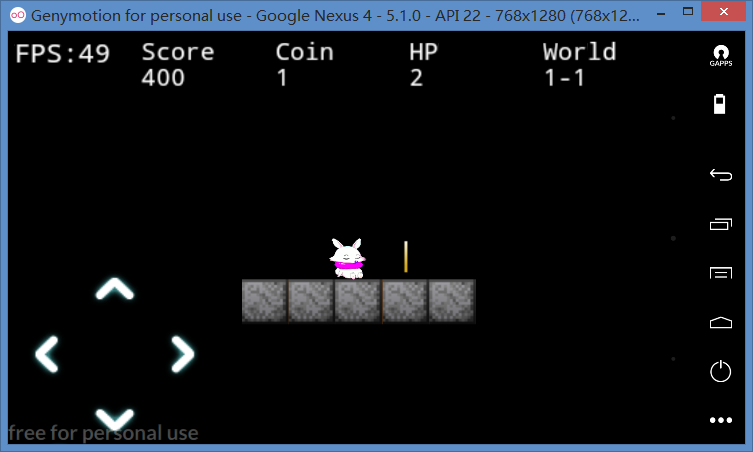 Genymotion for personal use - Google Nexus 4 - 5.1.0 - API 22 - 768x1280 (768x12...
FPS:49 Score Coin HP World
400 1 2 1-1
GAPPS
free for personal use